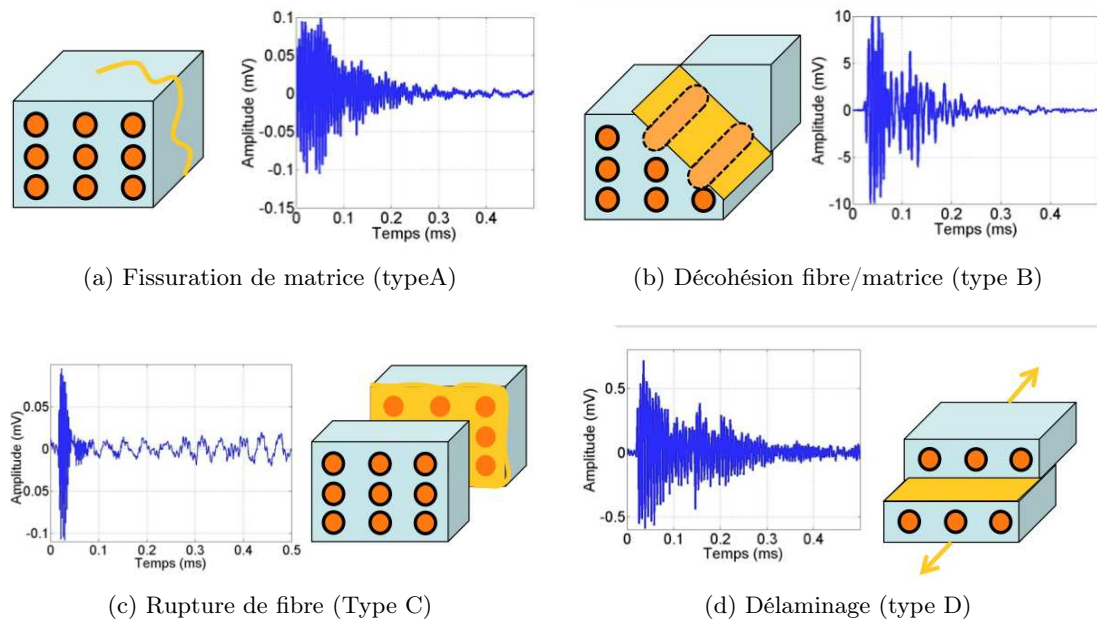 0.1
0.05
0
-0.05
-0.1
-0.15
0 0.1 0.2 0.3 0.4
Amplitude (mV)
Temps (ms)
10
5
0
-5
-10
0 0.1 0.2 0.3 0.4
Amplitude (mV)
Temps (ms)
(a) Fissuration de matrice (typeA)
(b) Décohésion fibre/matrice (type B)
0.1
0.05
0
0.05
-0.1
0 0.1 0.2 0.3 0.4 0.5
Amplitude (mV)
Temps (ms)
0.5
0
-0.5
0 0.1 0.2 0.3 0.4
Amplitude (mV)
Temps (ms)
(c) Rupture de fibre (Type C)
(d) Délaminage (type D)